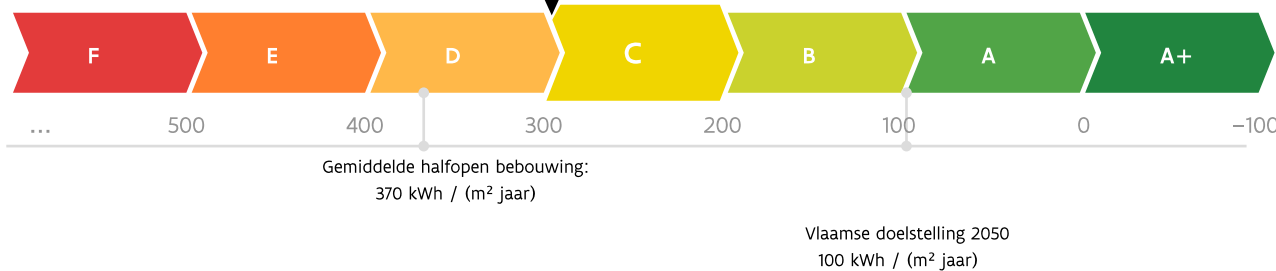 F E D C B A A+
... 500 400 300 200 100 0 −100
Gemiddelde halfopen bebouwing:
370 kWh / (m² jaar)
Vlaamse doelstelling 2050
100 kWh / (m² jaar)